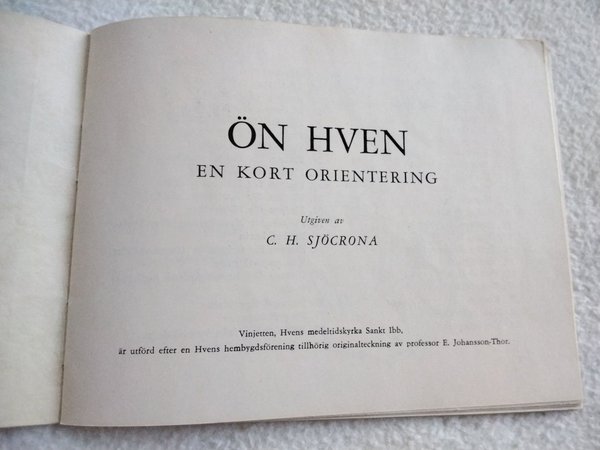 ÖN HVEN
EN KORT ORIENTERING
Utgiven av
C. H. SJÖCRONA
Vinjetten, Hvens medeltidskyrka Sankt Ibb,
är utförd efter en Hvens hembygdsförening tillhörig originalteckning av professor E. Johansson-Thor.